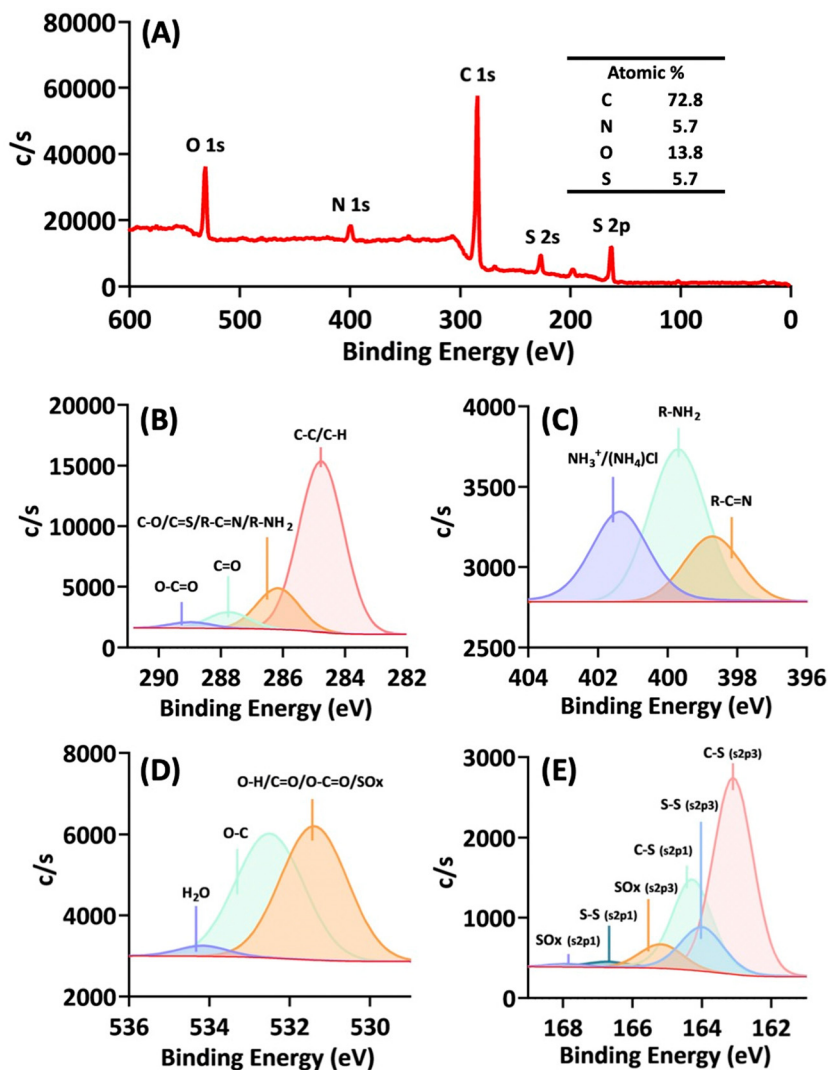 (A)
80000
60000
40000
20000
0
c/s
O 1s
N 1s
C 1s
S 2s
S 2p
Atomic %
C 72.8
N 5.7
O 13.8
S 5.7
600 500 400 300 200 100 0
Binding Energy (eV)
(B)
20000
15000
10000
5000
0
c/s
C-C/C-H
C-O/C=S/R-C=N/R-NH₂
C=O
O-C=O
290 288 286 284 282
Binding Energy (eV)
(C)
4000
3500
3000
2500
c/s
R-NH₂
NH₃⁺/(NH₄)Cl
R-C=N
404 402 400 398 396
Binding Energy (eV)
(D)
8000
6000
4000
2000
c/s
O-H/C=O/O-C=O/SOx
O-C
H₂O
536 534 532 530
Binding Energy (eV)
(E)
3000
2000
1000
0
c/s
C-S (s2p3)
S-S (s2p3)
C-S (s2p1)
SOx (s2p3)
S-S (s2p1)
SOx (s2p1)
168 166 164 162
Binding Energy (eV)